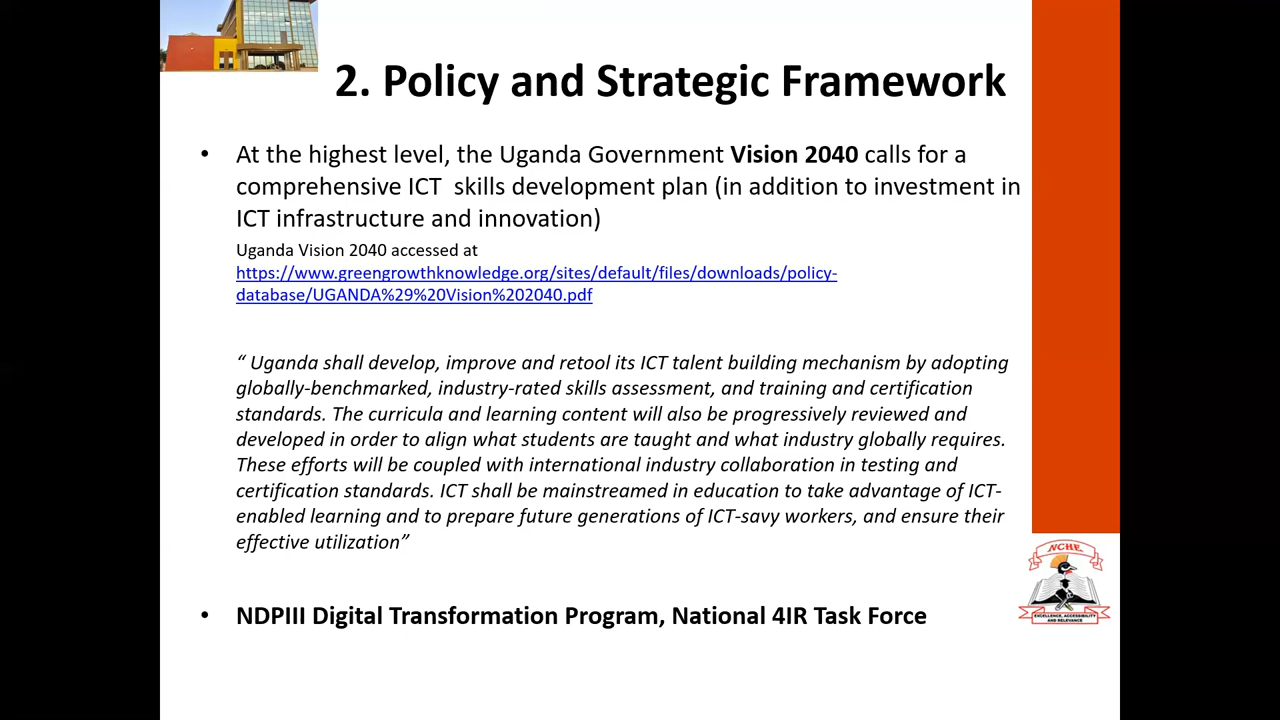 2. Policy and Strategic Framework
• At the highest level, the Uganda Government Vision 2040 calls for a
comprehensive ICT skills development plan (in addition to investment in
ICT infrastructure and innovation)
Uganda Vision 2040 accessed at
https://www.greengrowthknowledge.org/sites/default/files/downloads/policy-
database/UGANDA%29%20Vision%202040.pdf
“ Uganda shall develop, improve and retool its ICT talent building mechanism by adopting
globally-benchmarked, industry-rated skills assessment, and training and certification
standards. The curricula and learning content will also be progressively reviewed and
developed in order to align what students are taught and what industry globally requires.
These efforts will be coupled with international industry collaboration in testing and
certification standards. ICT shall be mainstreamed in education to take advantage of ICT-
enabled learning and to prepare future generations of ICT-savy workers, and ensure their
effective utilization”
NCHE
EXCELLENCE, ACCESSIBILITY
AND RELEVANCE
• NDPIII Digital Transformation Program, National 4IR Task Force